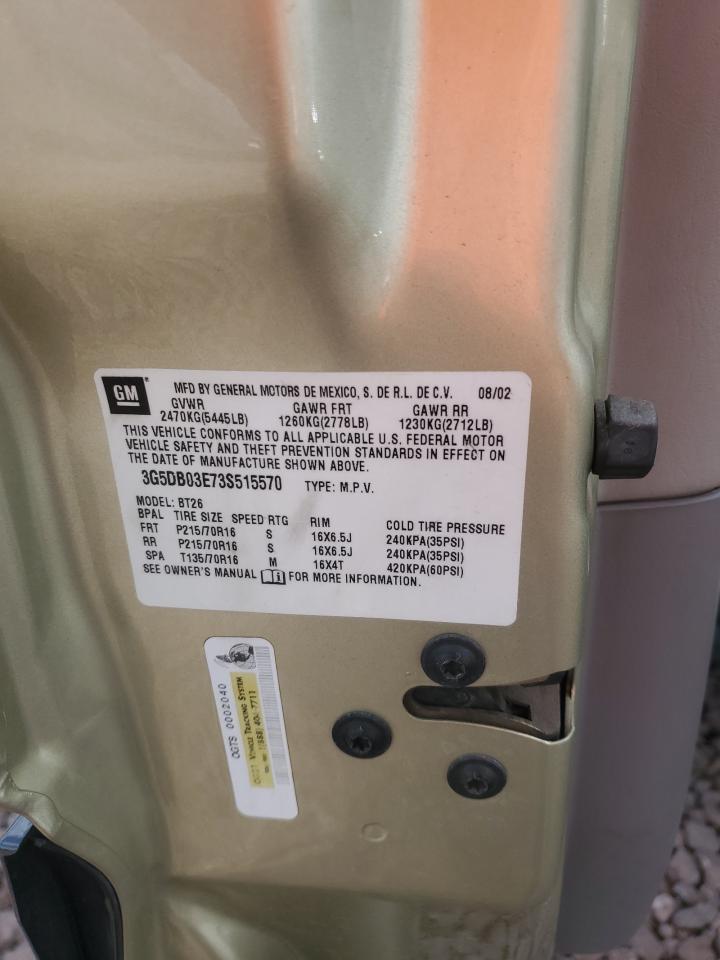 GM MFD BY GENERAL MOTORS DE MEXICO, S. DE R.L. DE C.V. 08/02
GVWR GAWR FRT GAWR RR
2470KG(5445LB) 1260KG(2778LB) 1230KG(2712LB)
THIS VEHICLE CONFORMS TO ALL APPLICABLE U.S. FEDERAL MOTOR
VEHICLE SAFETY AND THEFT PREVENTION STANDARDS IN EFFECT ON
THE DATE OF MANUFACTURE SHOWN ABOVE.
3G5DB03E73S515570 TYPE: M.P.V.
MODEL: BT26
BPAL TIRE SIZE SPEED RTG RIM COLD TIRE PRESSURE
FRT P215/70R16 S 16X6.5J 240KPA(35PSI)
RR P215/70R16 S 16X6.5J 240KPA(35PSI)
SPA T135/70R16 M 16X4T 420KPA(60PSI)
SEE OWNER'S MANUAL FOR MORE INFORMATION.
OGTS 0002040
VEHICLE TRACKING SYSTEM